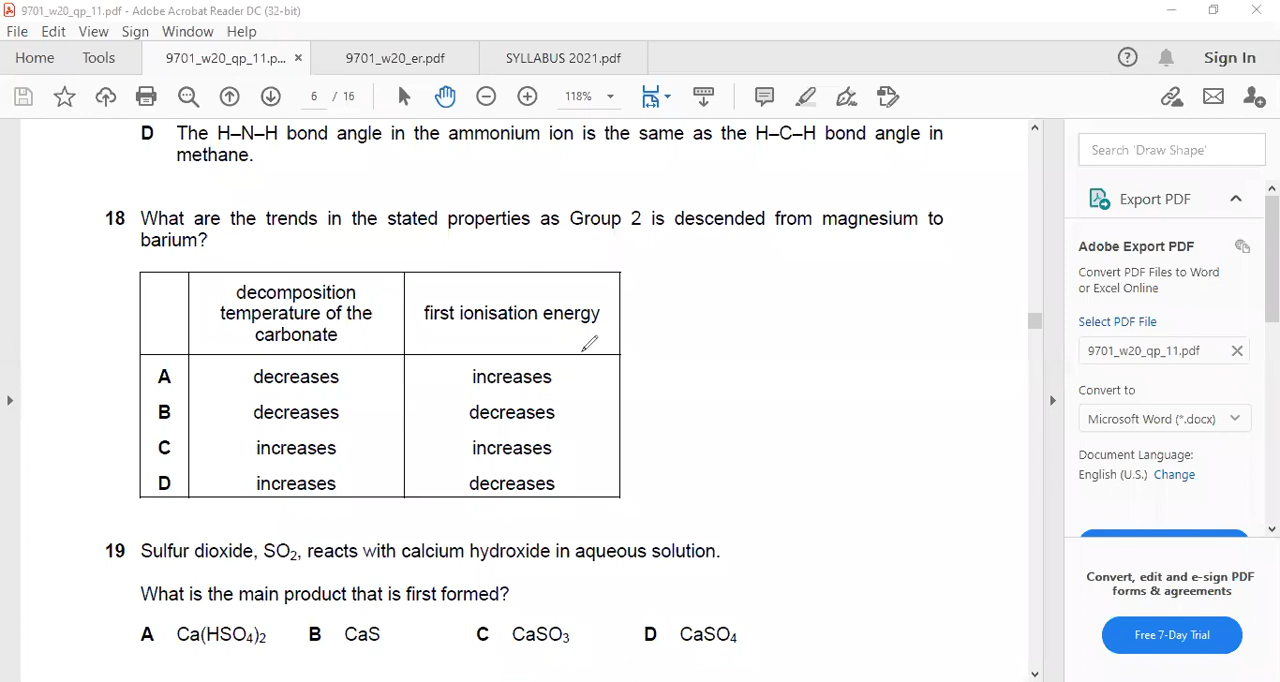 9701_w20_qp_11.pdf - Adobe Acrobat Reader DC (32-bit)
File Edit View Sign Window Help
Home Tools 9701_w20_qp_11.p... × 9701_w20_er.pdf SYLLABUS 2021.pdf Sign In
6 / 16 118%
D The H–N–H bond angle in the ammonium ion is the same as the H–C–H bond angle in
methane.
18 What are the trends in the stated properties as Group 2 is descended from magnesium to
barium?
decomposition
temperature of the
carbonate
first ionisation energy
A decreases increases
B decreases decreases
C increases increases
D increases decreases
19 Sulfur dioxide, SO₂, reacts with calcium hydroxide in aqueous solution.
What is the main product that is first formed?
A Ca(HSO₄)₂ B CaS C CaSO₃ D CaSO₄
Search 'Draw Shape'
Export PDF
Adobe Export PDF
Convert PDF Files to Word
or Excel Online
Select PDF File
9701_w20_qp_11.pdf
Convert to
Microsoft Word (*.docx)
Document Language:
English (U.S.) Change
Convert, edit and e-sign PDF
forms & agreements
Free 7-Day Trial